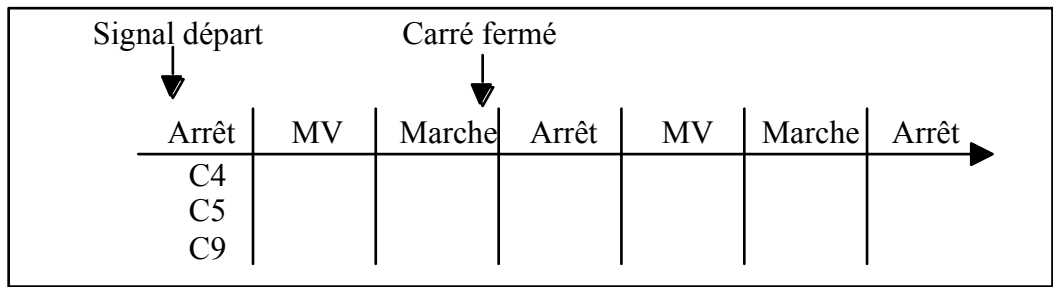 Signal départ Carré fermé
Arrêt MV Marche Arrêt MV Marche Arrêt
C4
C5
C9